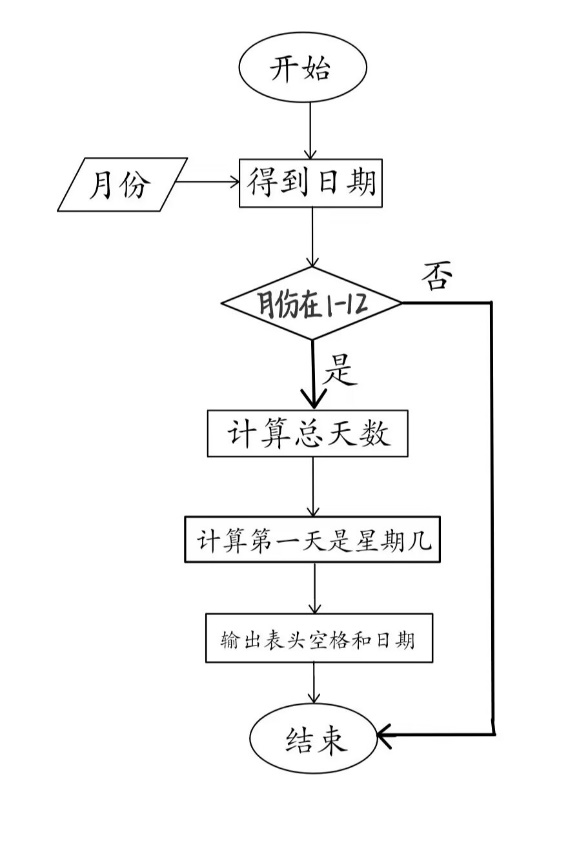 开始
月份
得到日期
月份在1-12
否
是
计算总天数
计算第一天是星期几
输出表头空格和日期
结束